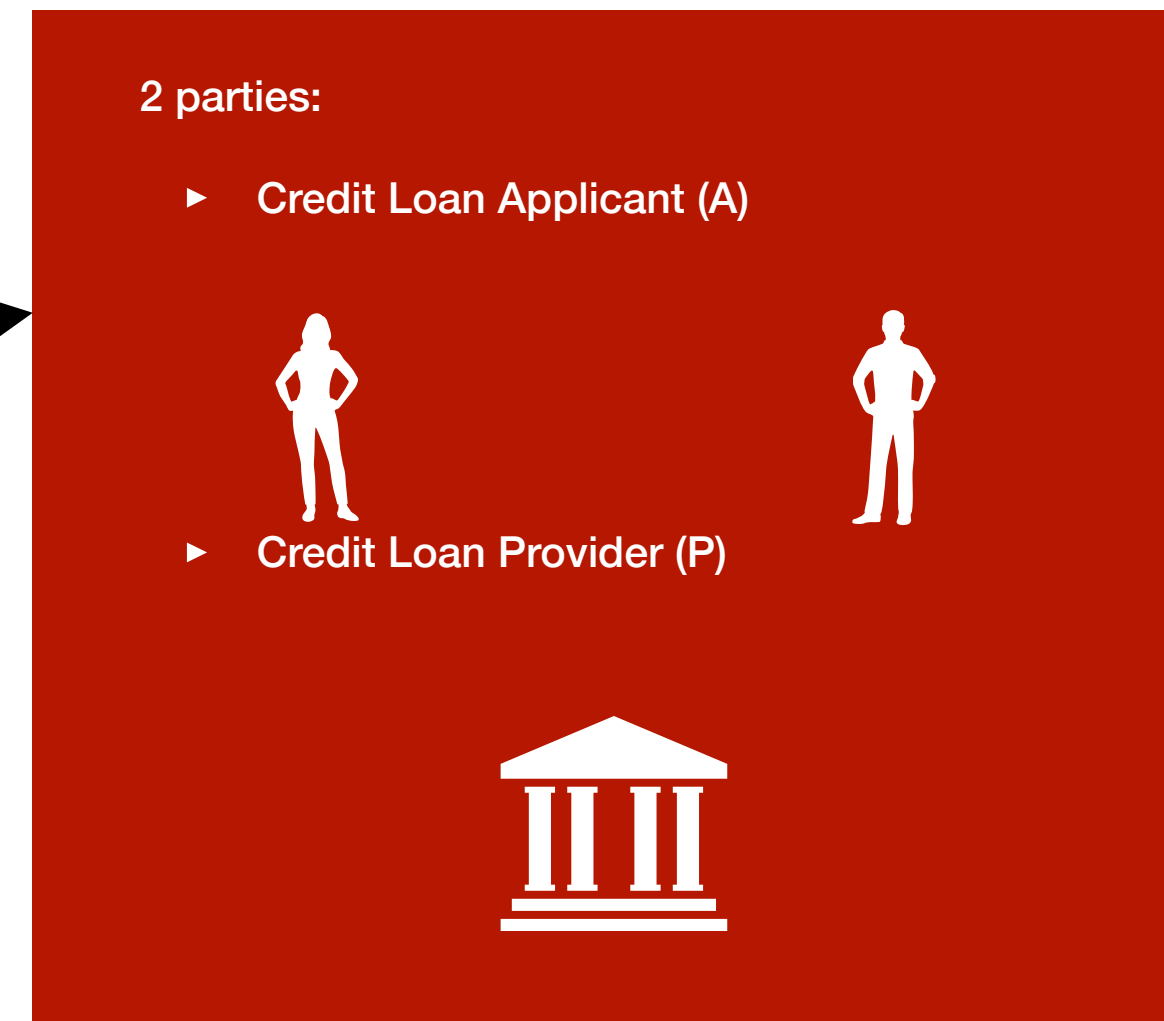 2 parties:
► Credit Loan Applicant (A)
► Credit Loan Provider (P)